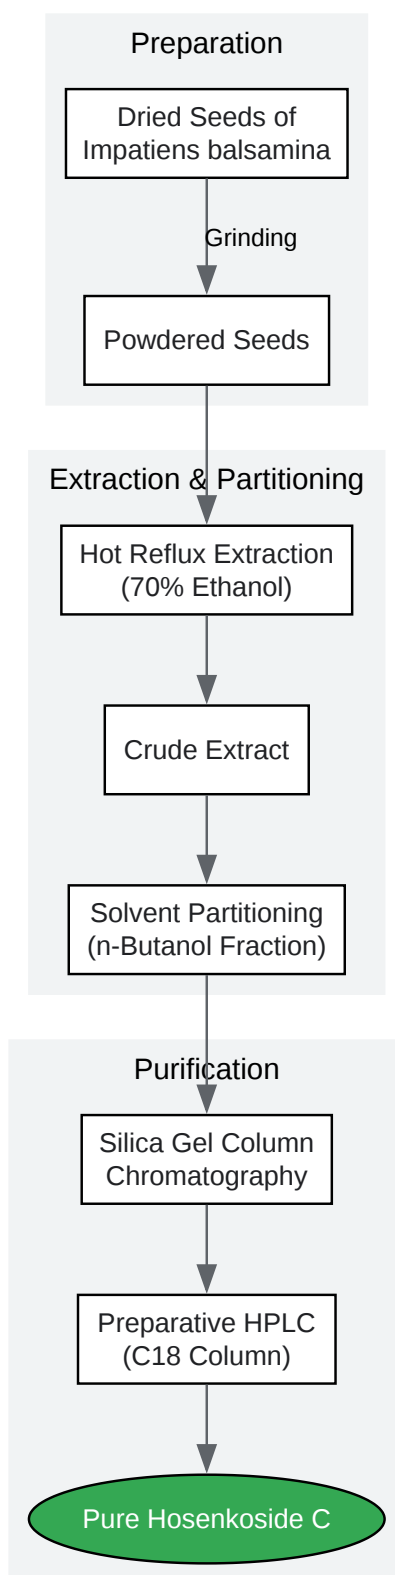 Preparation
Dried Seeds of
Impatiens balsamina
Grinding
Powdered Seeds
Extraction & Partitioning
Hot Reflux Extraction
(70% Ethanol)
Crude Extract
Solvent Partitioning
(n-Butanol Fraction)
Purification
Silica Gel Column
Chromatography
Preparative HPLC
(C18 Column)
Pure Hosenkoside C